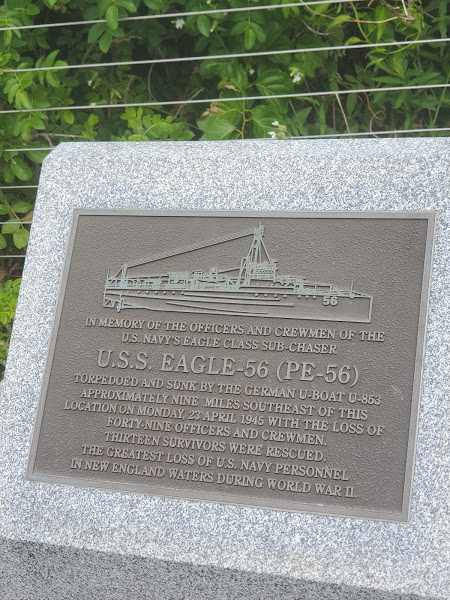 56
IN MEMORY OF THE OFFICERS AND CREWMEN OF THE
U.S. NAVY'S EAGLE CLASS SUB-CHASER
U.S.S. EAGLE-56 (PE-56)
TORPEDOED AND SUNK BY THE GERMAN U-BOAT U-853
APPROXIMATELY NINE MILES SOUTHEAST OF THIS
LOCATION ON MONDAY, 23 APRIL 1945 WITH THE LOSS OF
FORTY-NINE OFFICERS AND CREWMEN.
THIRTEEN SURVIVORS WERE RESCUED.
THE GREATEST LOSS OF U.S. NAVY PERSONNEL
IN NEW ENGLAND WATERS DURING WORLD WAR II.